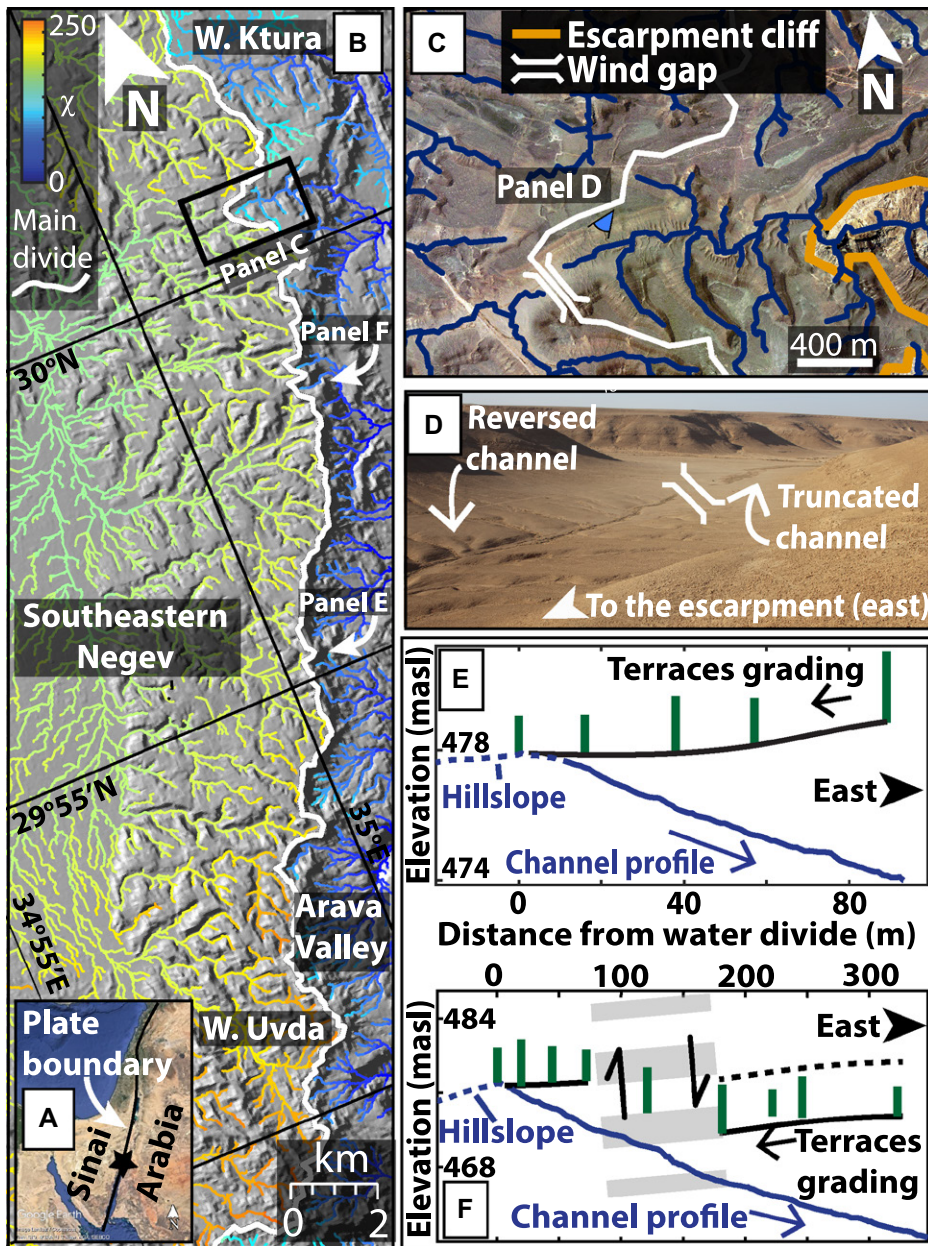 250
χ
0
Main
divide
N
W. Ktura
B
Panel C
Panel F
30°N
Panel E
Southeastern
Negev
29°55'N
35°E
34°55'E
Arava
Valley
W. Uvda
Plate
boundary
A
Sinai
Arabia
Google Earth
N
km
0 2
C
Escarpment cliff
Wind gap
N
Panel D
400 m
D
Reversed
channel
Truncated
channel
To the escarpment (east)
E
Elevation (masl)
Terraces grading
478
Hillslope
East
Channel profile
474
0 40 80
Distance from water divide (m)
0 100 200 300
Elevation (masl)
484
East
Hillslope
468
Terraces
grading
F
Channel profile